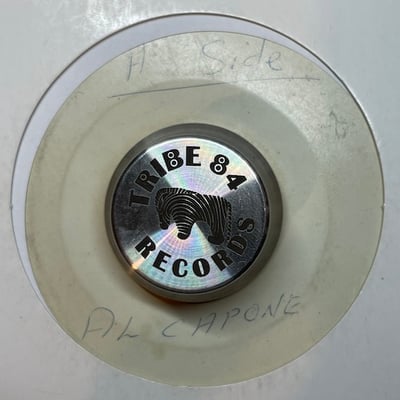 A Side
TRIBE 84
RECORDS
AL CAPONE